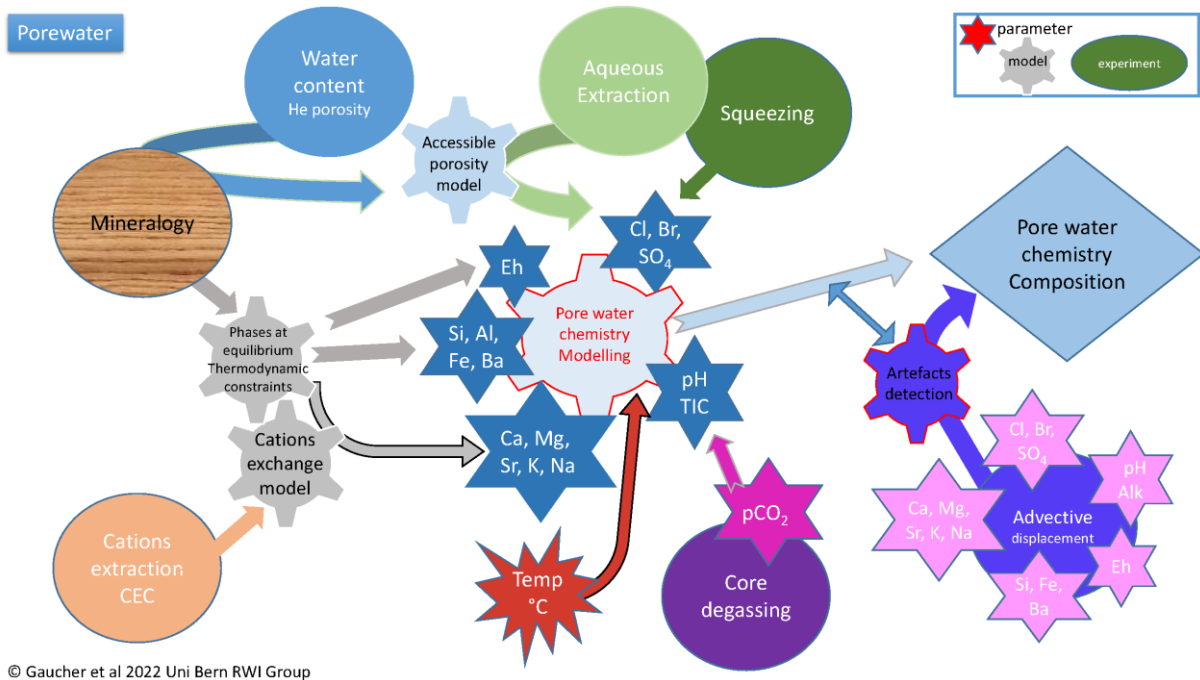 Porewater
Water
content
He porosity
Aqueous
Extraction
Squeezing
parameter
model
experiment
Accessible
porosity
model
Mineralogy
Cl, Br,
SO₄
Eh
Pore water
chemistry
Composition
Phases at
equilibrium
Thermodynamic
constraints
Si, Al,
Fe, Ba
Pore water
chemistry
Modelling
pH
TIC
Artefacts
detection
Cations
exchange
model
Ca, Mg,
Sr, K, Na
Cl, Br,
SO₄
pH
Alk
Ca, Mg,
Sr, K, Na
Advective
displacement
Eh
Si, Fe,
Ba
pCO₂
Cations
extraction
CEC
Temp
°C
Core
degassing
© Gaucher et al 2022 Uni Bern RWI Group